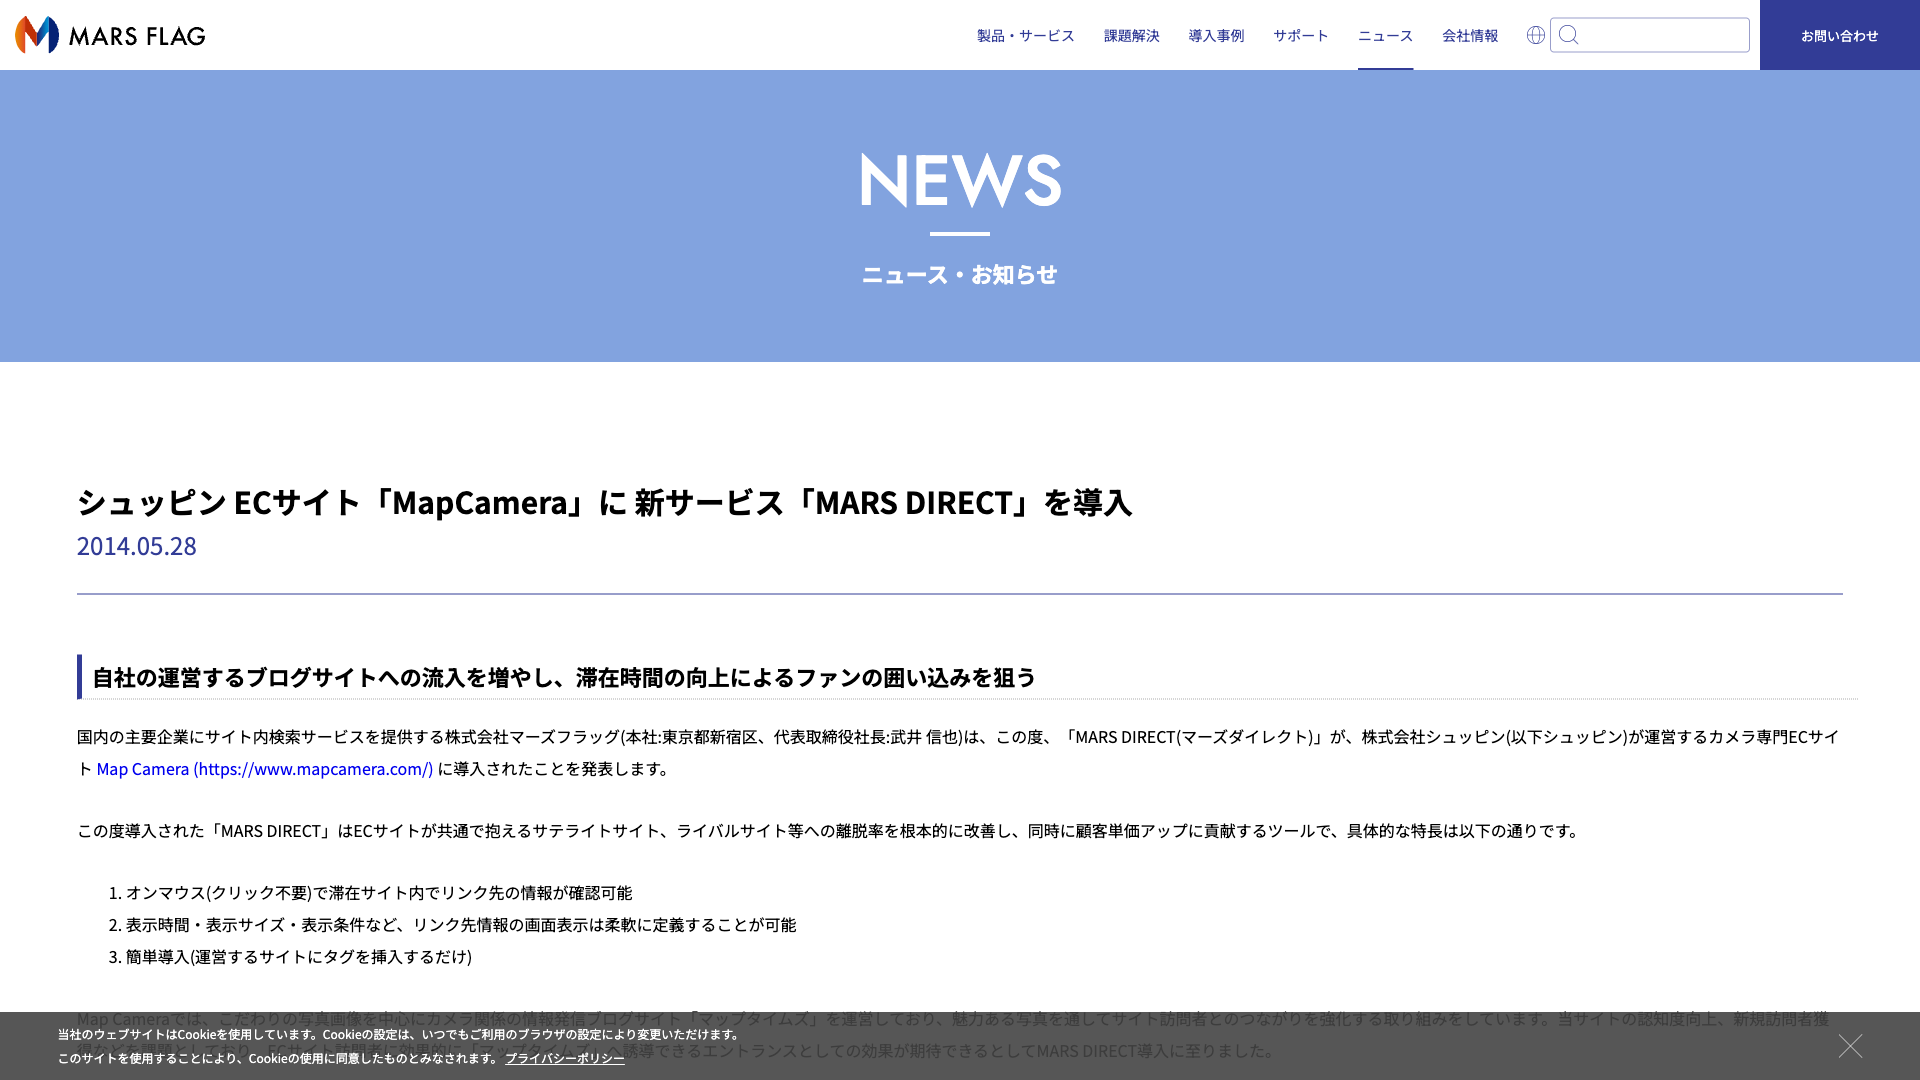 MARS FLAG
製品・サービス 課題解決 導入事例 サポート ニュース 会社情報 お問い合わせ
NEWS
ニュース・お知らせ
シュッピン ECサイト「MapCamera」に 新サービス「MARS DIRECT」を導入
2014.05.28
自社の運営するブログサイトへの流入を増やし、滞在時間の向上によるファンの囲い込みを狙う
国内の主要企業にサイト内検索サービスを提供する株式会社マーズフラッグ(本社:東京都新宿区、代表取締役社長:武井 信也)は、この度、「MARS DIRECT(マーズダイレクト)」が、株式会社シュッピン(以下シュッピン)が運営するカメラ専門ECサイ
ト Map Camera (https://www.mapcamera.com/) に導入されたことを発表します。
この度導入された「MARS DIRECT」はECサイトが共通で抱えるサテライトサイト、ライバルサイト等への離脱率を根本的に改善し、同時に顧客単価アップに貢献するツールで、具体的な特長は以下の通りです。
1. オンマウス(クリック不要)で滞在サイト内でリンク先の情報が確認可能
2. 表示時間・表示サイズ・表示条件など、リンク先情報の画面表示は柔軟に定義することが可能
3. 簡単導入(運営するサイトにタグを挿入するだけ)
Map Cameraでは、こだわりの写真画像を中心にカメラ関係の情報発信ブログサイト「マップタイムズ」を運営しており、魅力ある写真を通してサイト訪問者とのつながりを強化する取り組みをしています。当サイトの認知度向上、新規訪問者獲
へ誘導できるエントランスとしての効果が期待できるとしてMARS DIRECT導入に至りました。
当社のウェブサイトはCookieを使用しています。Cookieの設定は、いつでもご利用のブラウザの設定により変更いただけます。
このサイトを使用することにより、Cookieの使用に同意したものとみなされます。 プライバシーポリシー